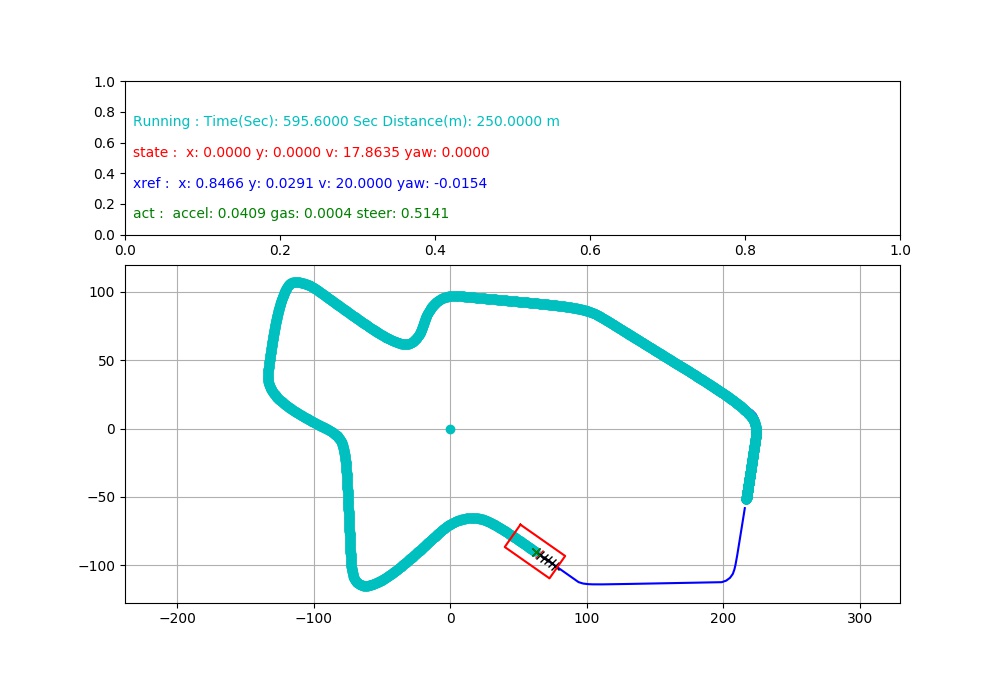 1.0
0.8
0.6
0.4
0.2
0.0
Running : Time(Sec): 595.6000 Sec Distance(m): 250.0000 m
state :  x: 0.0000 y: 0.0000 v: 17.8635 yaw: 0.0000
xref :  x: 0.8466 y: 0.0291 v: 20.0000 yaw: -0.0154
act :  accel: 0.0409 gas: 0.0004 steer: 0.5141
0.0 0.2 0.4 0.6 0.8 1.0
100
50
0
−50
−100
−200 −100 0 100 200 300